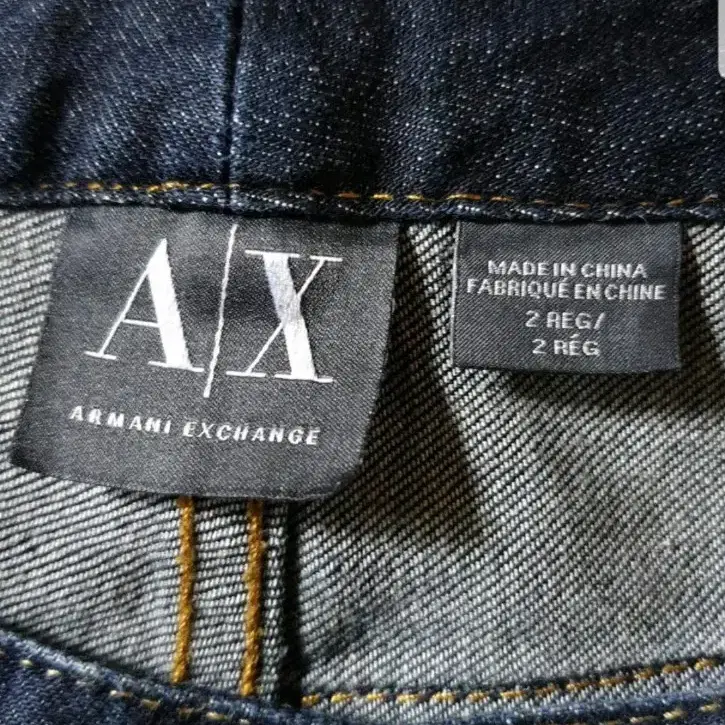 A|X
ARMANI EXCHANGE
MADE IN CHINA
FABRIQUÉ EN CHINE
2 REG/
2 RÉG